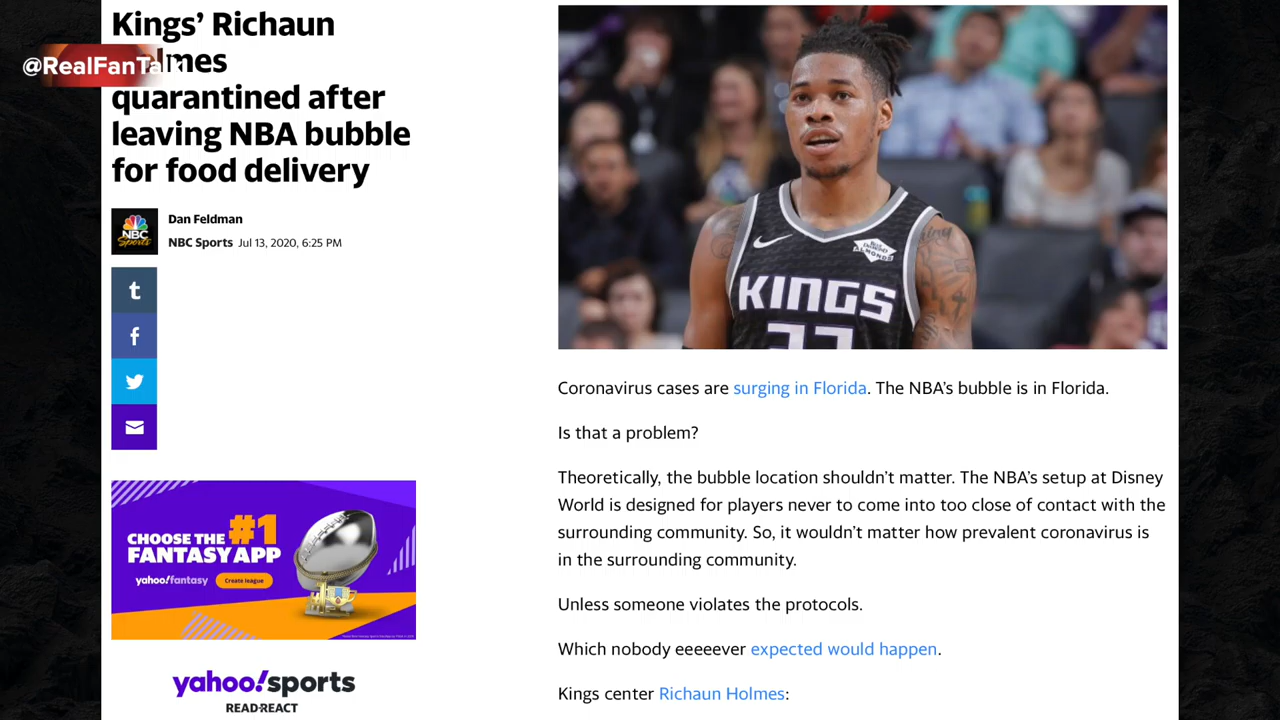 Kings' Richaun
Holmes
quarantined after
leaving NBA bubble
for food delivery
@RealFanTalk
NBC
Sports
Dan Feldman
NBC Sports Jul 13, 2020, 6:25 PM
t
f
CHOOSE THE #1
FANTASY APP
yahoo!fantasy
Create league
yahoo!sports
READ+REACT
KINGS
Coronavirus cases are surging in Florida. The NBA's bubble is in Florida.
Is that a problem?
Theoretically, the bubble location shouldn't matter. The NBA's setup at Disney
World is designed for players never to come into too close of contact with the
surrounding community. So, it wouldn't matter how prevalent coronavirus is
in the surrounding community.
Unless someone violates the protocols.
Which nobody eeeeever expected would happen.
Kings center Richaun Holmes: